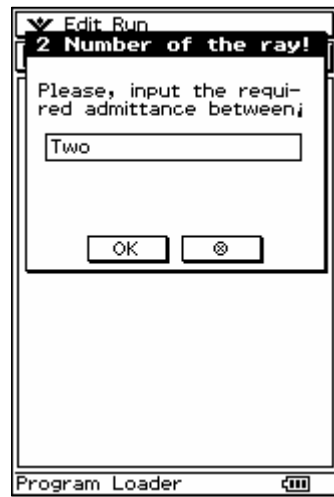 Edit Run
2 Number of the ray!
Please, input the requi-
red admittance between¡
Two
OK
Program Loader